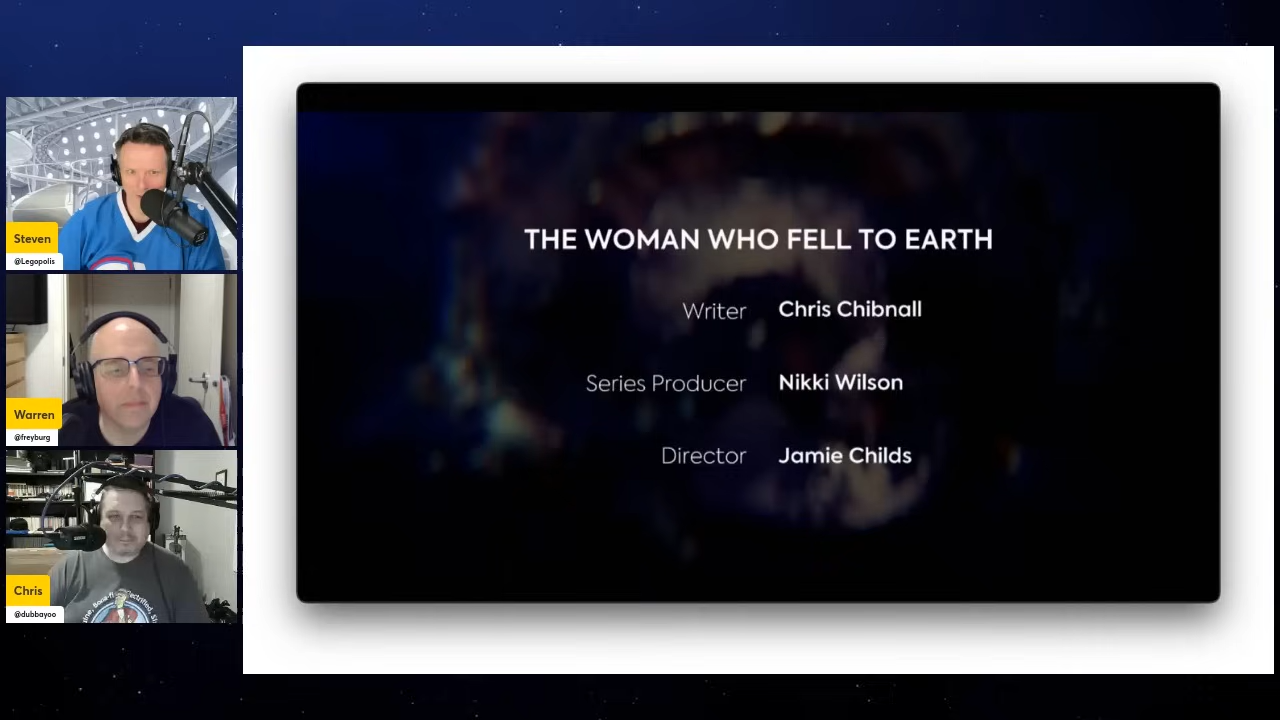 Steven
@Legopolis
Warren
@freyburg
Chris
@dubbayoo
THE WOMAN WHO FELL TO EARTH
Writer Chris Chibnall
Series Producer Nikki Wilson
Director Jamie Childs